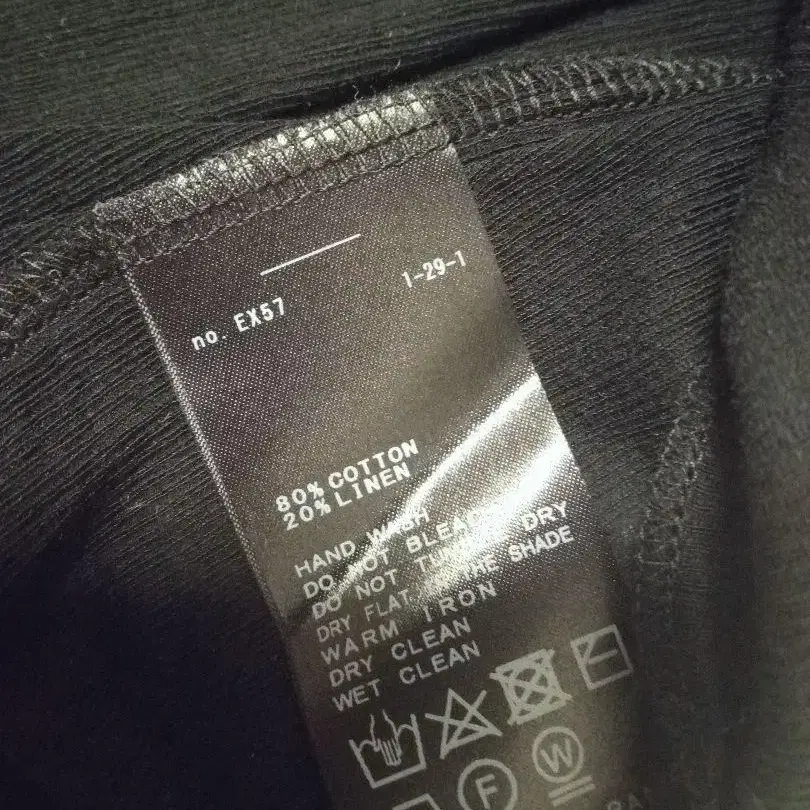 no. EX57 1-29-1
80% COTTON
20% LINEN
HAND WASH
DO NOT BLEACH
DO NOT TUMBLE DRY
DRY FLAT IN THE SHADE
WARM IRON
DRY CLEAN
WET CLEAN
F W